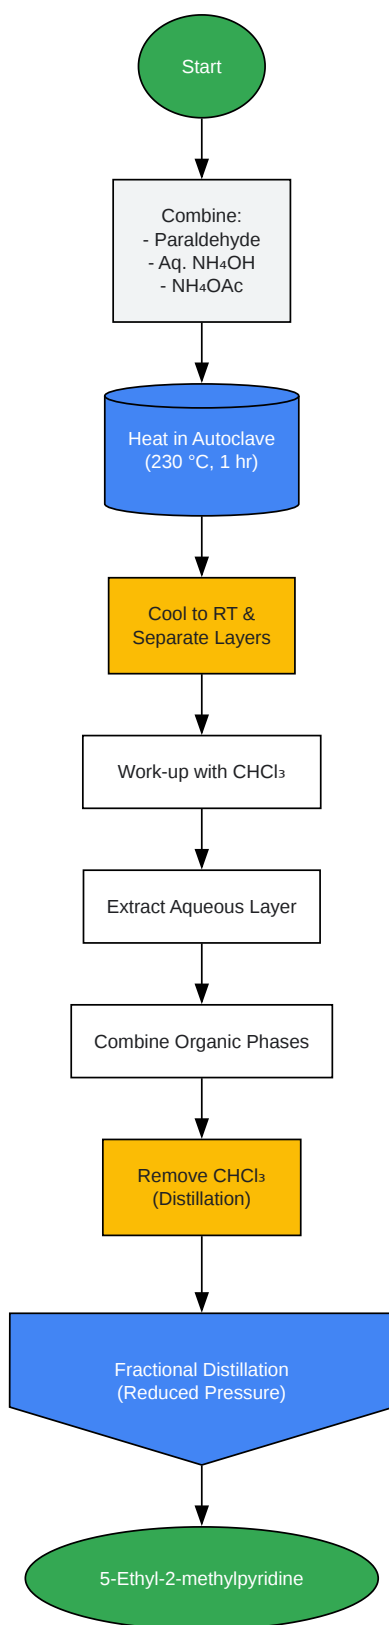 Start
Combine:
- Paraldehyde
- Aq. NH₄OH
- NH₄OAc
Heat in Autoclave
(230 °C, 1 hr)
Cool to RT &
Separate Layers
Work-up with CHCl₃
Extract Aqueous Layer
Combine Organic Phases
Remove CHCl₃
(Distillation)
Fractional Distillation
(Reduced Pressure)
5-Ethyl-2-methylpyridine